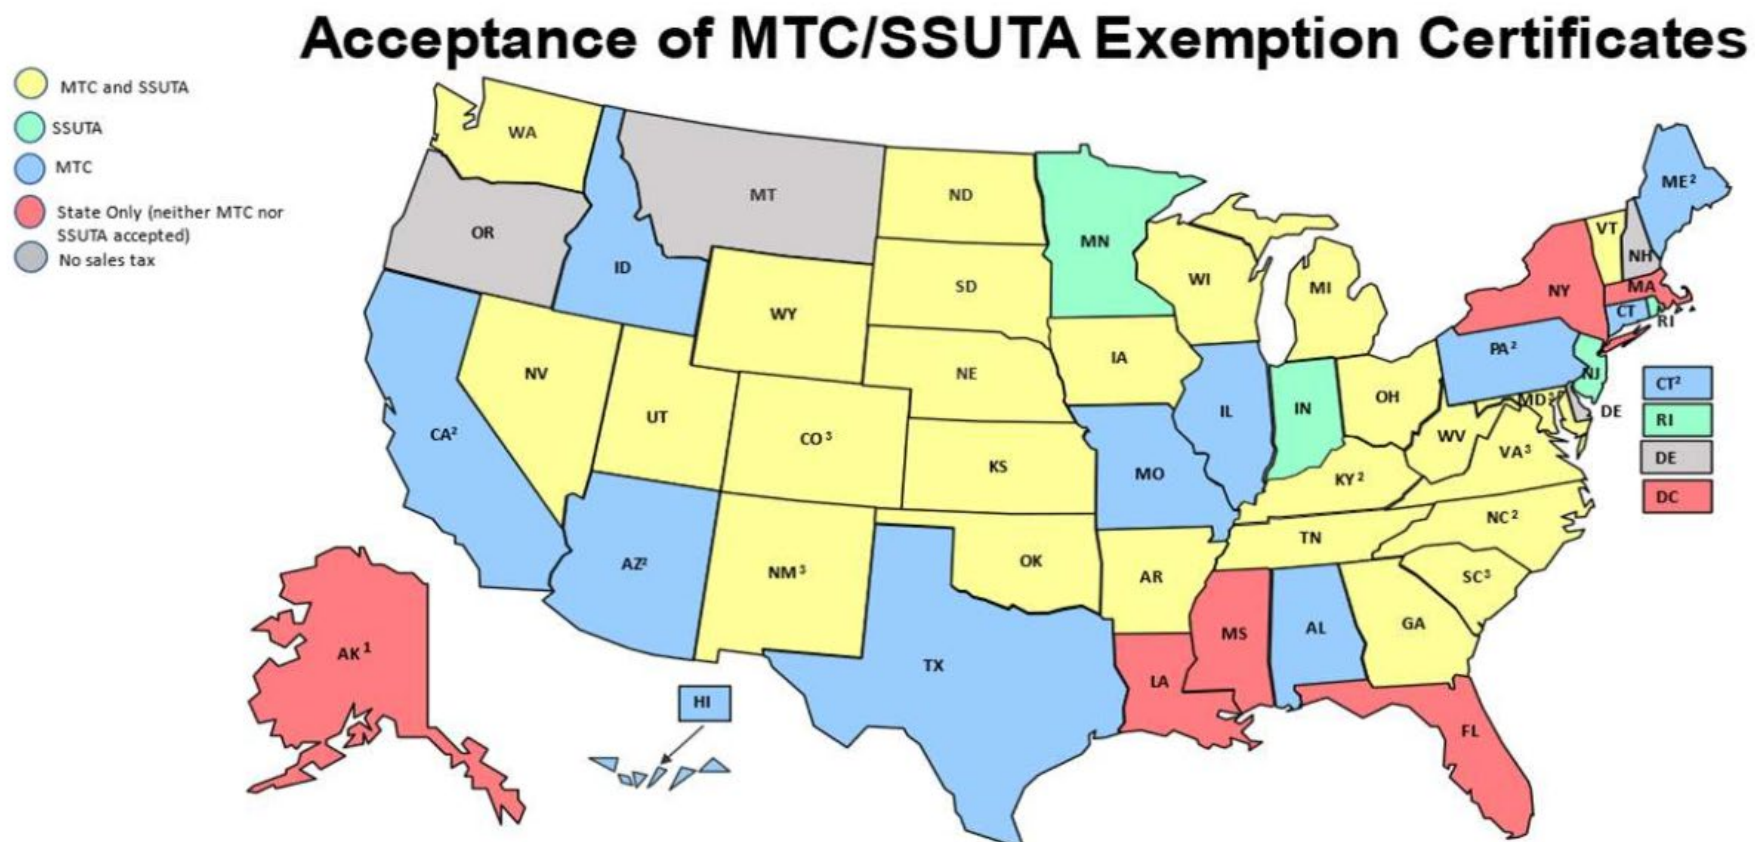 Acceptance of MTC/SSUTA Exemption Certificates
MTC and SSUTA
SSUTA
MTC
State Only (neither MTC nor
SSUTA accepted)
No sales tax
WA
OR
ID
MT
ND
MN
SD
WY
NE
IA
WI
MI
NV
UT
CO³
KS
MO
IL
IN
OH
PA²
NY
VT
NH
ME²
MA
CT
RI
NJ
DE
WV
VA³
KY²
NC²
TN
SC³
GA
AL
MS
AR
LA
FL
OK
TX
NM³
AZ²
CA²
AK¹
HI
CT²
RI
DE
DC